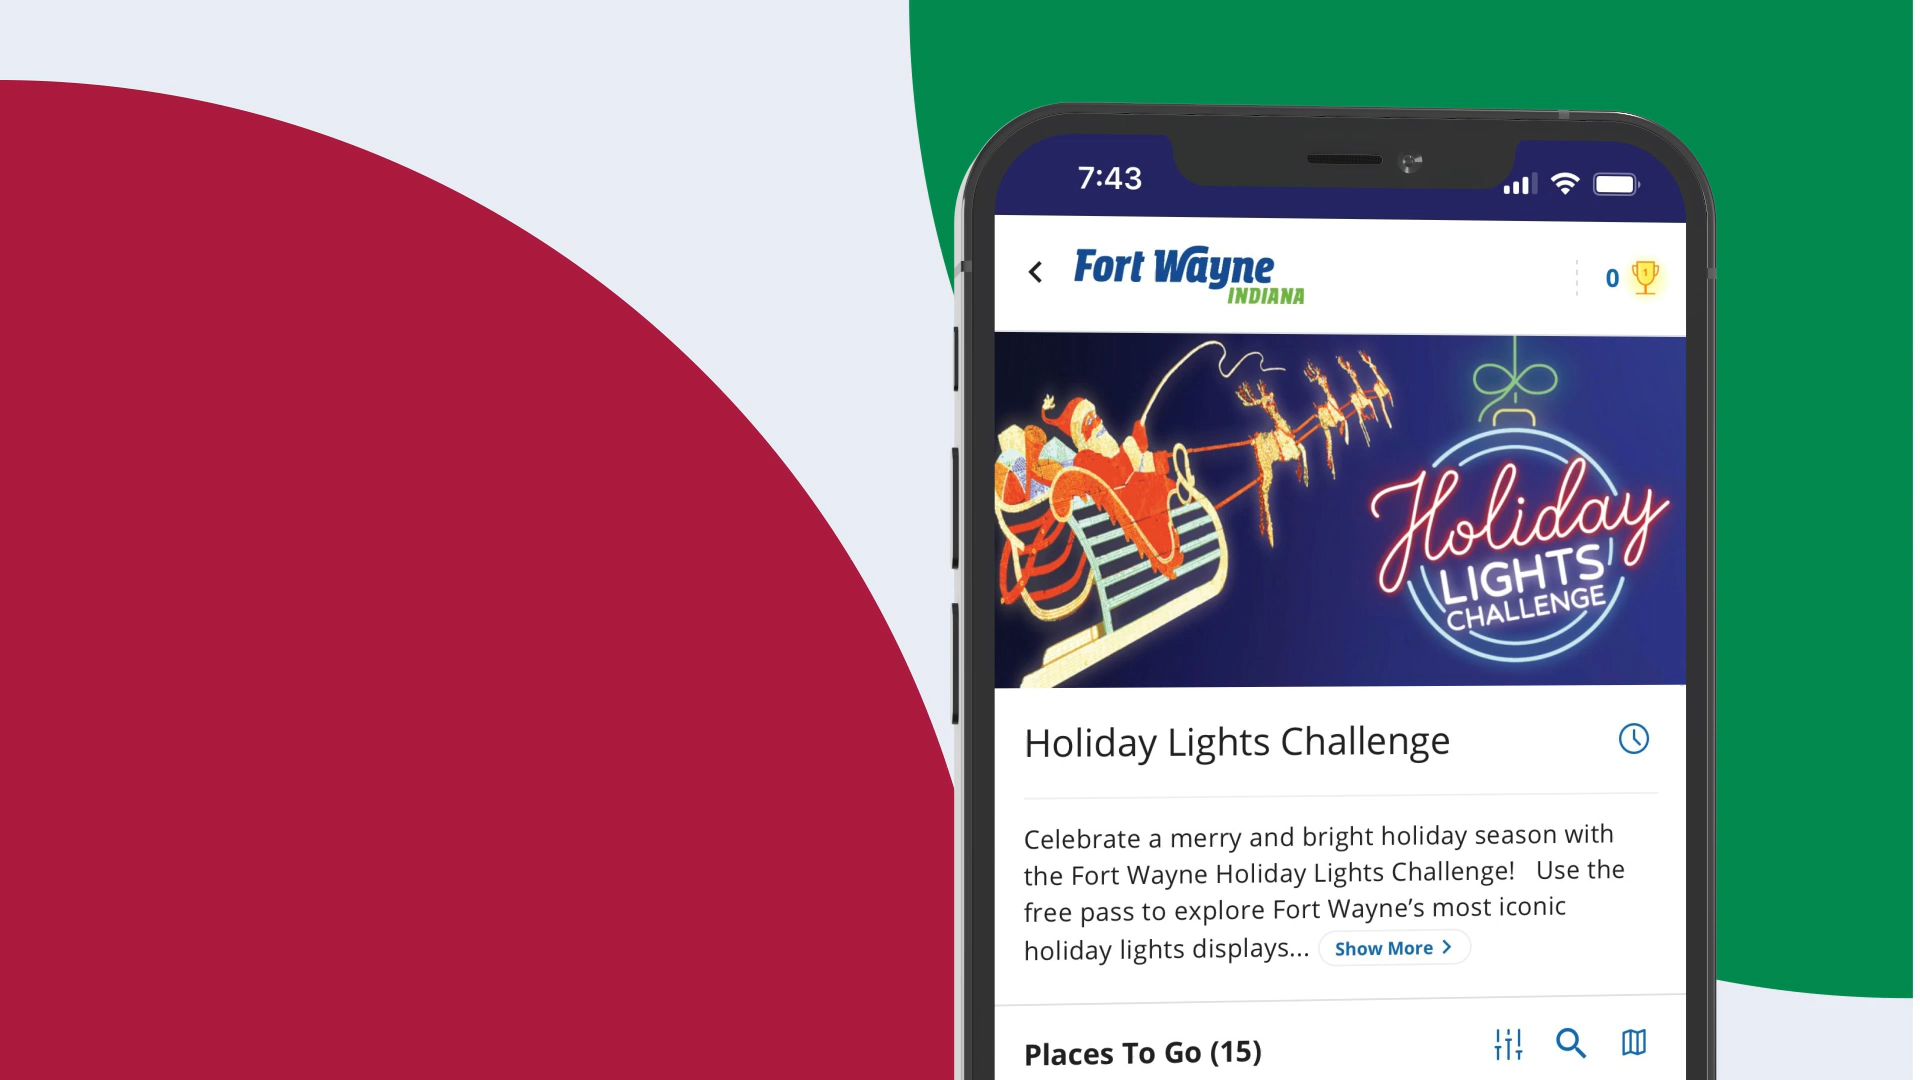 7:43
Fort Wayne
INDIANA
0
1
Holiday
LIGHTS
CHALLENGE
Holiday Lights Challenge
Celebrate a merry and bright holiday season with
the Fort Wayne Holiday Lights Challenge!   Use the
free pass to explore Fort Wayne’s most iconic
holiday lights displays... Show More
Places To Go (15)